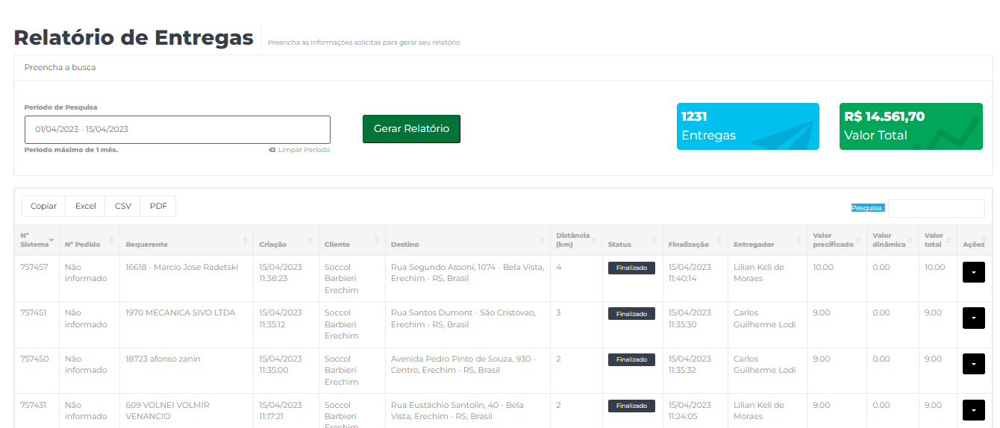 Relatório de Entregas
Preencha as informações solicitas para gerar seu relatório
Preencha a busca
Período de Pesquisa
01/04/2023 - 15/04/2023
Período máximo de 1 mês.
Limpar Período
Gerar Relatório
1231
Entregas
R$ 14.561,70
Valor Total
Copiar
Excel
CSV
PDF
Pesquisa :
N°
Sistema
N° Pedido
Requerente
Criação
Cliente
Destino
Distância
(km)
Status
Finalização
Entregador
Valor
precificado
Valor
dinâmica
Valor
total
Ações
757457
Não
informado
16618 - Marcio Jose Radetski
15/04/2023
11:38:23
Soccol
Barbieri
Erechim
Rua Segundo Assoni, 1074 - Bela Vista,
Erechim - RS, Brasil
4
Finalizado
15/04/2023
11:40:14
Lilian Keli de
Moraes
10.00
0.00
10.00
757451
Não
informado
1970 MECANICA SIVO LTDA
15/04/2023
11:35:12
Soccol
Barbieri
Erechim
Rua Santos Dumont - São Cristovao,
Erechim - RS, Brasil
3
Finalizado
15/04/2023
11:35:30
Carlos
Guilherme Lodi
9.00
0.00
9.00
757450
Não
informado
18723 afonso zanin
15/04/2023
11:35:00
Soccol
Barbieri
Erechim
Avenida Pedro Pinto de Souza, 930 -
Centro, Erechim - RS, Brasil
2
Finalizado
15/04/2023
11:35:32
Carlos
Guilherme Lodi
9.00
0.00
9.00
757431
Não
informado
609 VOLNEI VOLMIR
VENANCIO
15/04/2023
11:17:21
Soccol
Barbieri
Erechim
Rua Eustáchio Santolin, 40 - Bela
Vista, Erechim - RS, Brasil
2
Finalizado
15/04/2023
11:24:05
Lilian Keli de
Moraes
9.00
0.00
9.00